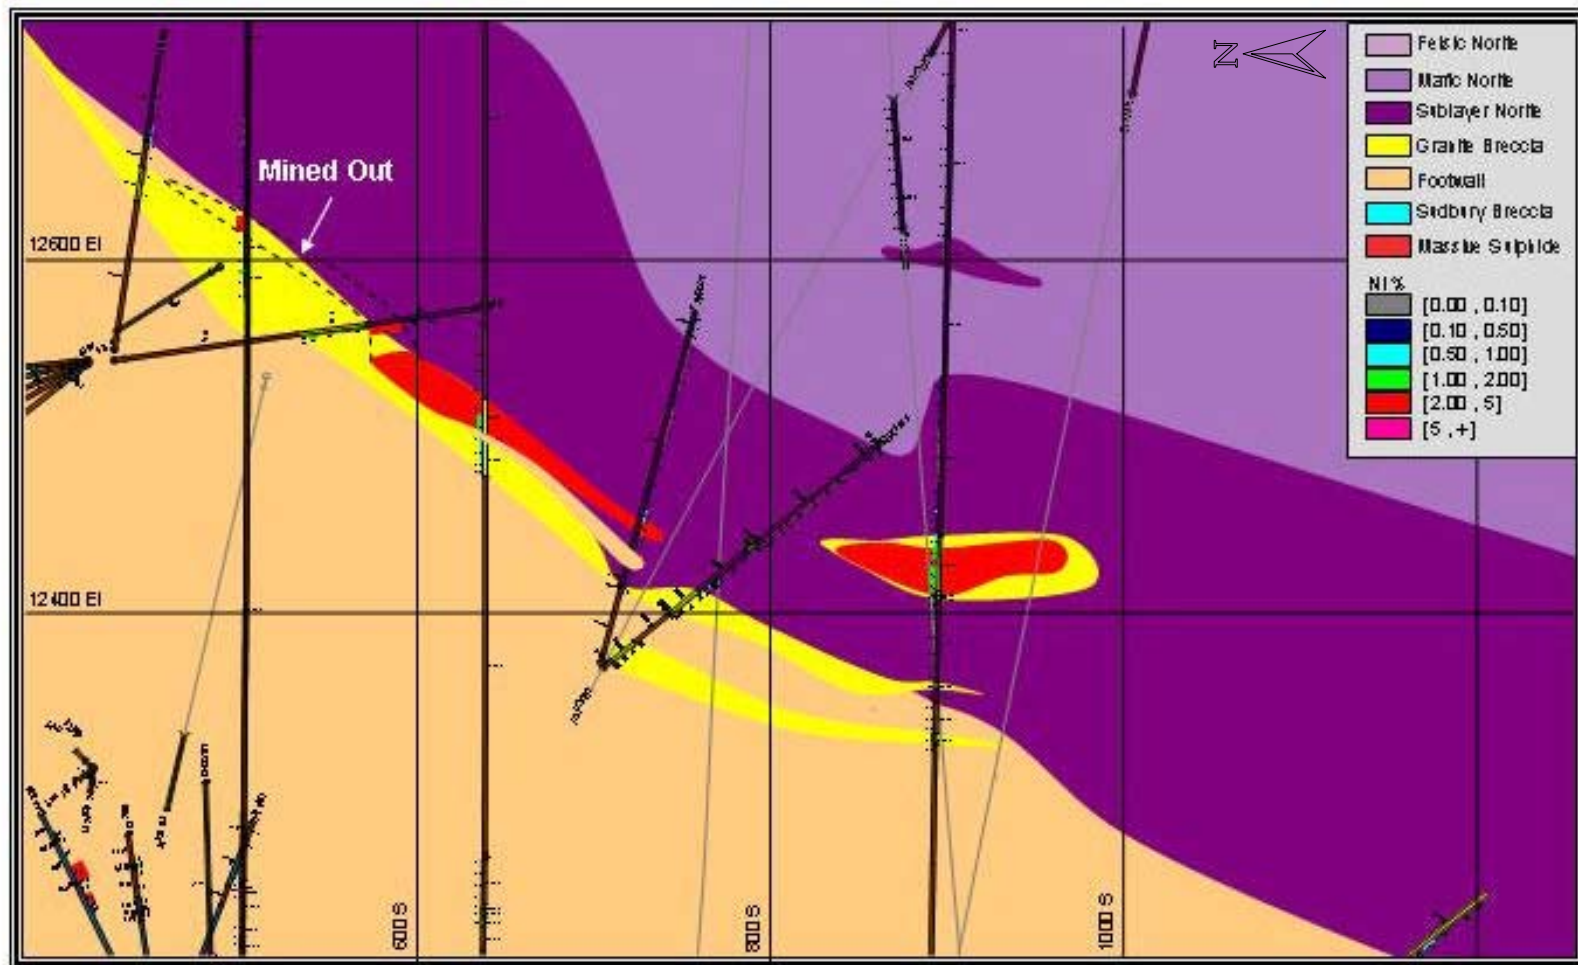 N
Felsic Norite
Mafic Norite
Sublayer Norite
Granite Breccia
Footwall
Sudbury Breccia
Massive Sulphide
Ni %
[0.00 , 0.10]
[0.10 , 0.50]
[0.50 , 1.00]
[1.00 , 2.00]
[2.00 , 5]
[5 , +]
Mined Out
12600 El
12400 El
600 S
800 S
1000 S